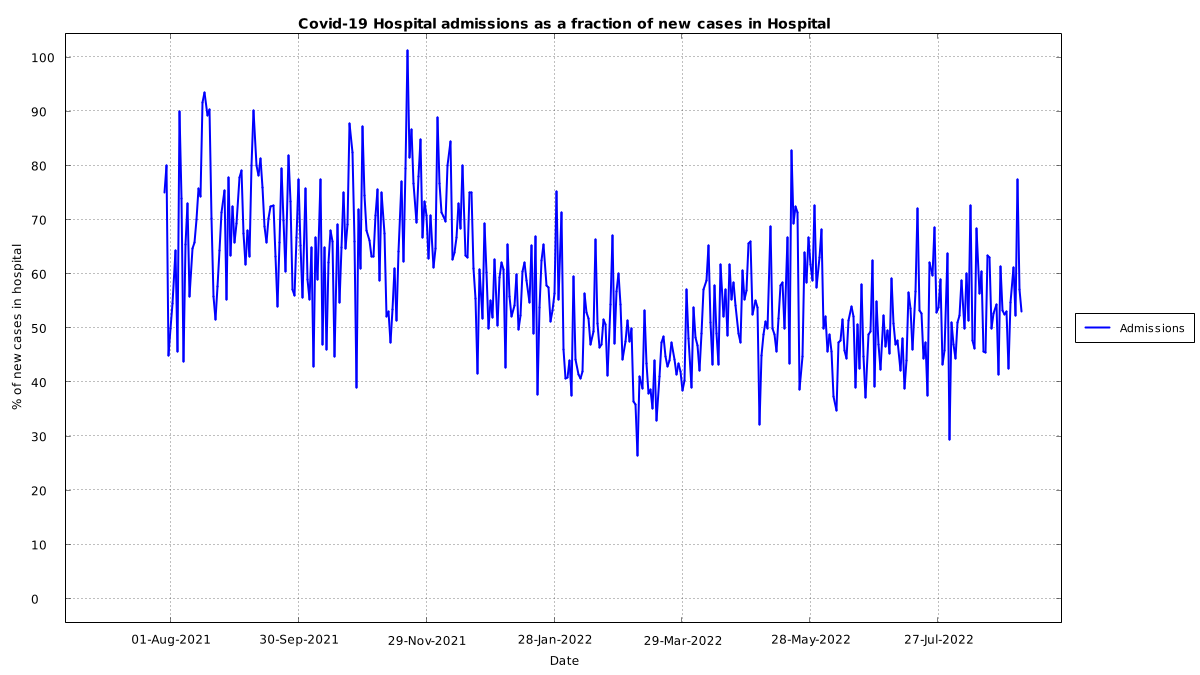 Covid-19 Hospital admissions as a fraction of new cases in Hospital
100
90
80
70
60
50
40
30
20
10
0
% of new cases in hospital
01-Aug-2021
30-Sep-2021
29-Nov-2021
28-Jan-2022
29-Mar-2022
28-May-2022
27-Jul-2022
Date
Admissions